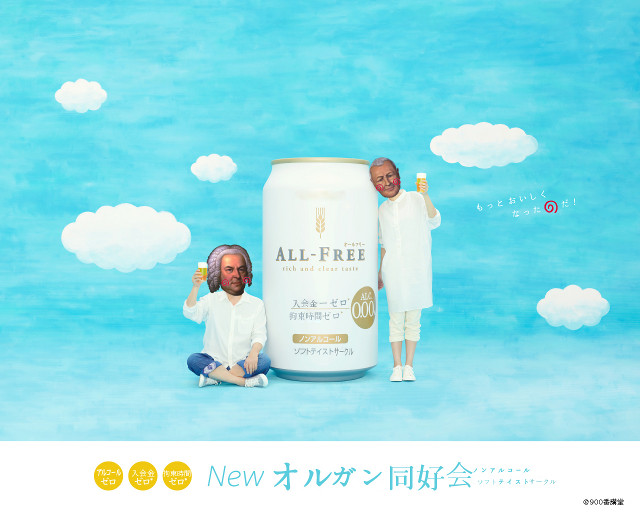 もっとおいしく
なったのだ!
オールフリー
ALL-FREE
rich and clear taste
入会金ーゼロ*
拘束時間ゼロ*
ALC.
0.00%
ノンアルコール
ソフトテイストサークル
アルコール
ゼロ
入会金
ゼロ*
拘束時間
ゼロ*
New オルガン同好会
ノンアルコール
ソフトテイストサークル
©900番講堂